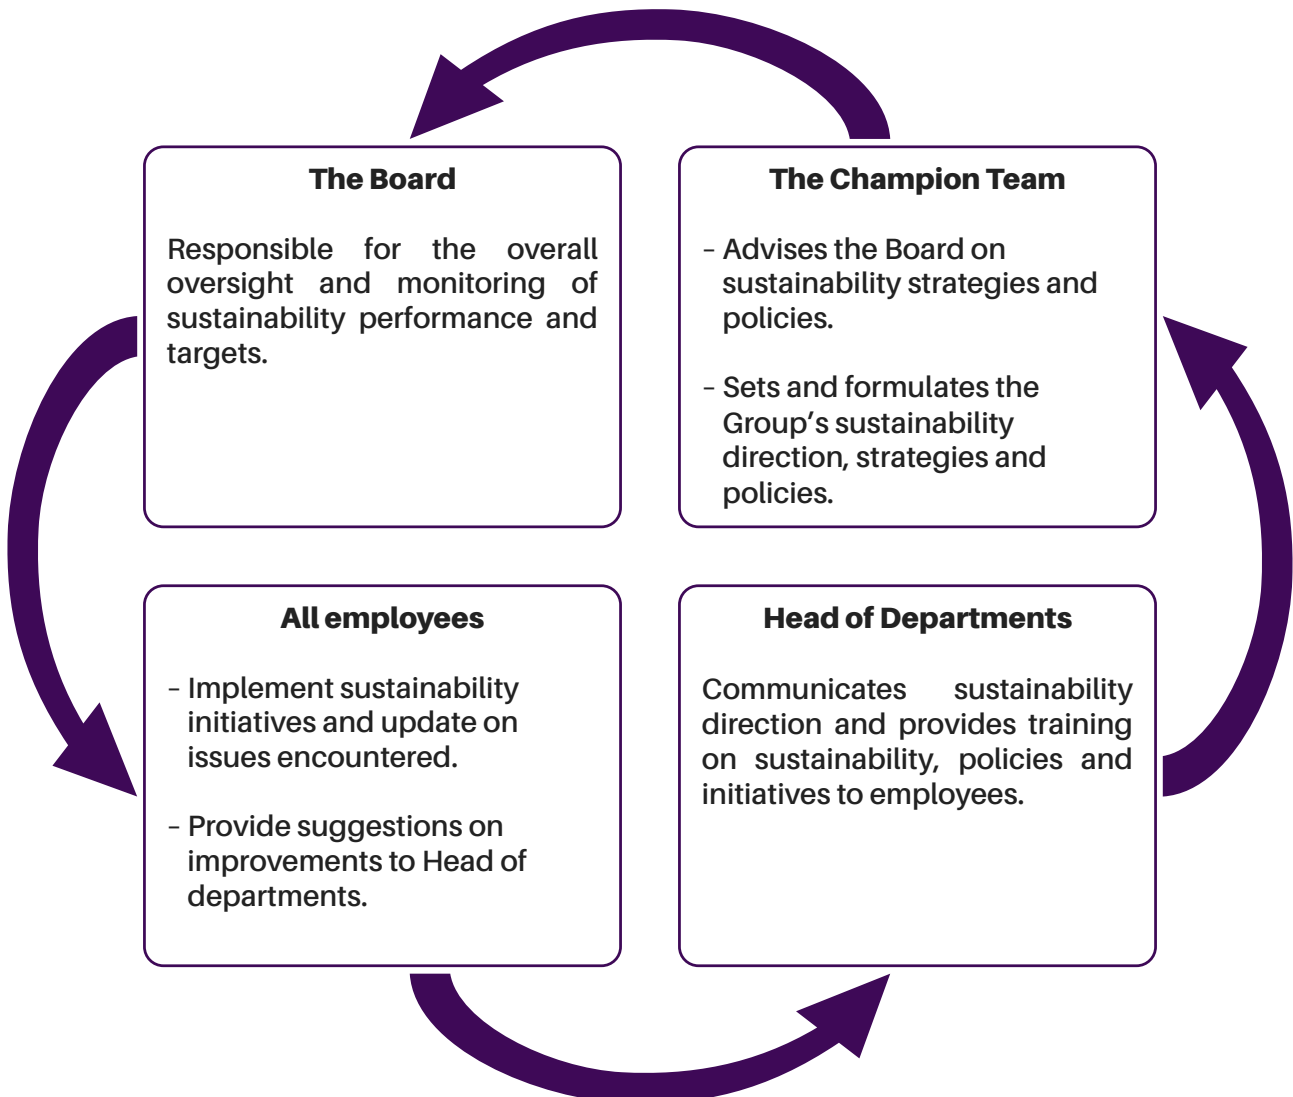 The Board
Responsible for the overall
oversight and monitoring of
sustainability performance and
targets.
The Champion Team
– Advises the Board on
sustainability strategies and
policies.
– Sets and formulates the
Group’s sustainability
direction, strategies and
policies.
All employees
– Implement sustainability
initiatives and update on
issues encountered.
– Provide suggestions on
improvements to Head of
departments.
Head of Departments
Communicates sustainability
direction and provides training
on sustainability, policies and
initiatives to employees.